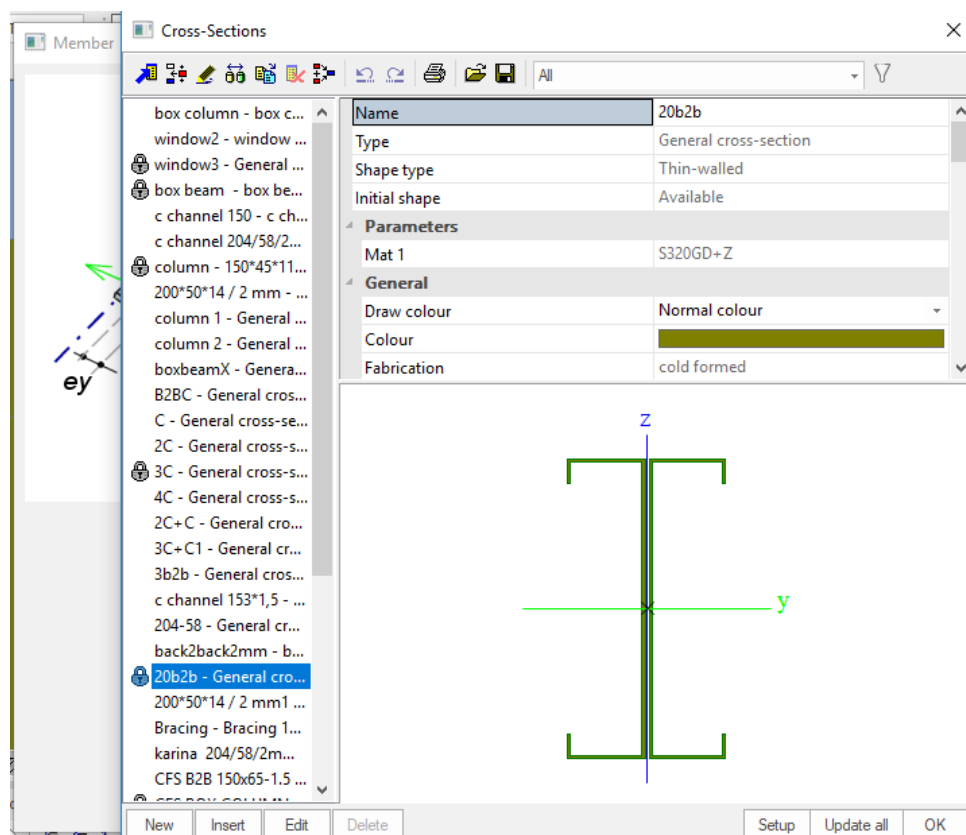 Member
Cross-Sections
All
box column - box c...
window2 - window ...
window3 - General ...
box beam - box be...
c channel 150 - c ch...
c channel 204/58/2...
column - 150*45*11...
200*50*14 / 2 mm - ...
column 1 - General ...
column 2 - General ...
boxbeamX - Genera...
B2BC - General cros...
C - General cross-se...
2C - General cross-s...
3C - General cross-s...
4C - General cross-s...
2C+C - General cro...
3C+C1 - General cr...
3b2b - General cros...
c channel 153*1,5 - ...
204-58 - General cr...
back2back2mm - b...
20b2b - General cro...
200*50*14 / 2 mm1 ...
Bracing - Bracing 1...
karina 204/58/2m...
CFS B2B 150x65-1.5 ...
Name 20b2b
Type General cross-section
Shape type Thin-walled
Initial shape Available
Parameters
Mat 1 S320GD+Z
General
Draw colour Normal colour
Colour
Fabrication cold formed
ey
z
y
New Insert Edit Delete Setup Update all OK